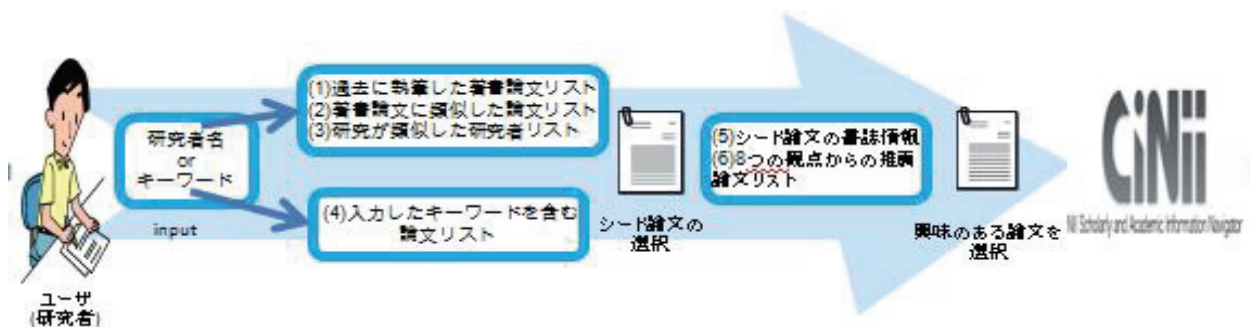 ユーザ
(研究者)
研究者名
or
キーワード
input
(1)過去に執筆した著書論文リスト
(2)著書論文に類似した論文リスト
(3)研究が類似した研究者リスト
(4)入力したキーワードを含む
論文リスト
シード論文の
選択
(5)シード論文の書誌情報
(6)8つの観点からの推薦
論文リスト
興味のある論文を
選択
CiNii
NII Scholarly and Academic Information Navigator